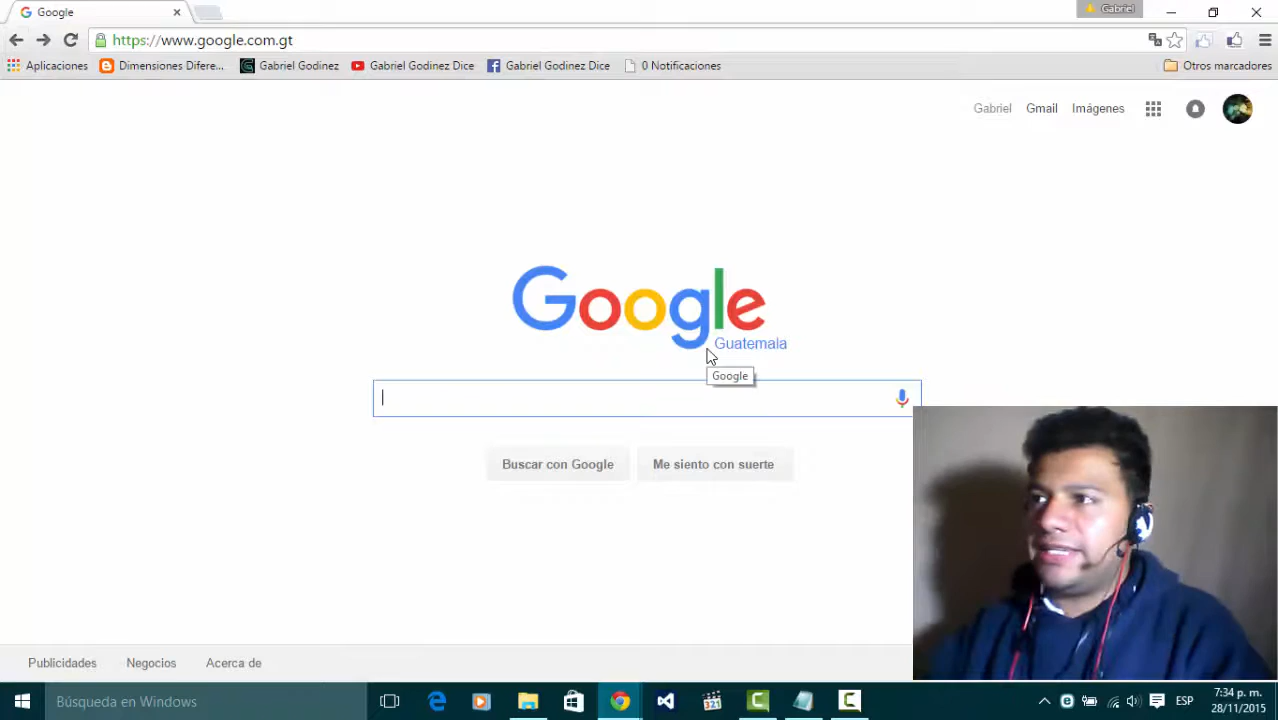 Google
Gabriel
https://www.google.com.gt
Aplicaciones
Dimensiones Difere...
Gabriel Godinez
Gabriel Godinez Dice
Gabriel Godinez Dice
0 Notificaciones
Otros marcadores
Gabriel
Gmail
Imágenes
Google
Guatemala
Google
Buscar con Google
Me siento con suerte
Publicidades
Negocios
Acerca de
Búsqueda en Windows
321
ESP
7:34 p. m.
28/11/2015